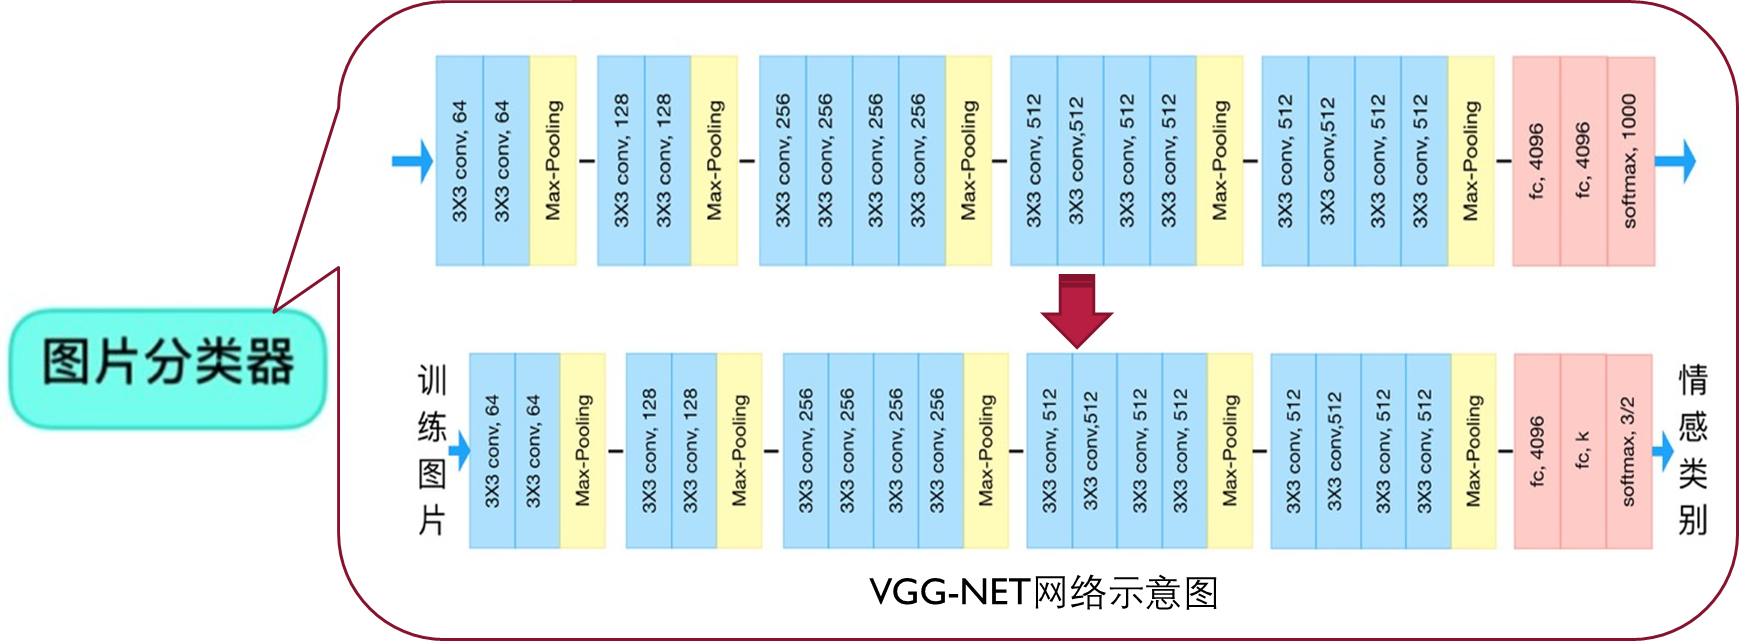 3X3 conv, 64
3X3 conv, 64
Max-Pooling
3X3 conv, 128
3X3 conv, 128
Max-Pooling
3X3 conv, 256
3X3 conv, 256
3X3 conv, 256
3X3 conv, 256
Max-Pooling
3X3 conv, 512
3X3 conv,512
3X3 conv, 512
3X3 conv, 512
Max-Pooling
3X3 conv, 512
3X3 conv,512
3X3 conv, 512
3X3 conv, 512
Max-Pooling
fc, 4096
fc, 4096
softmax, 1000
图片分类器
训练图片
3X3 conv, 64
3X3 conv, 64
Max-Pooling
3X3 conv, 128
3X3 conv, 128
Max-Pooling
3X3 conv, 256
3X3 conv, 256
3X3 conv, 256
3X3 conv, 256
Max-Pooling
3X3 conv, 512
3X3 conv,512
3X3 conv, 512
3X3 conv, 512
Max-Pooling
3X3 conv, 512
3X3 conv,512
3X3 conv, 512
3X3 conv, 512
Max-Pooling
fc, 4096
fc, k
softmax, 3/2
情感类别
VGG-NET网络示意图